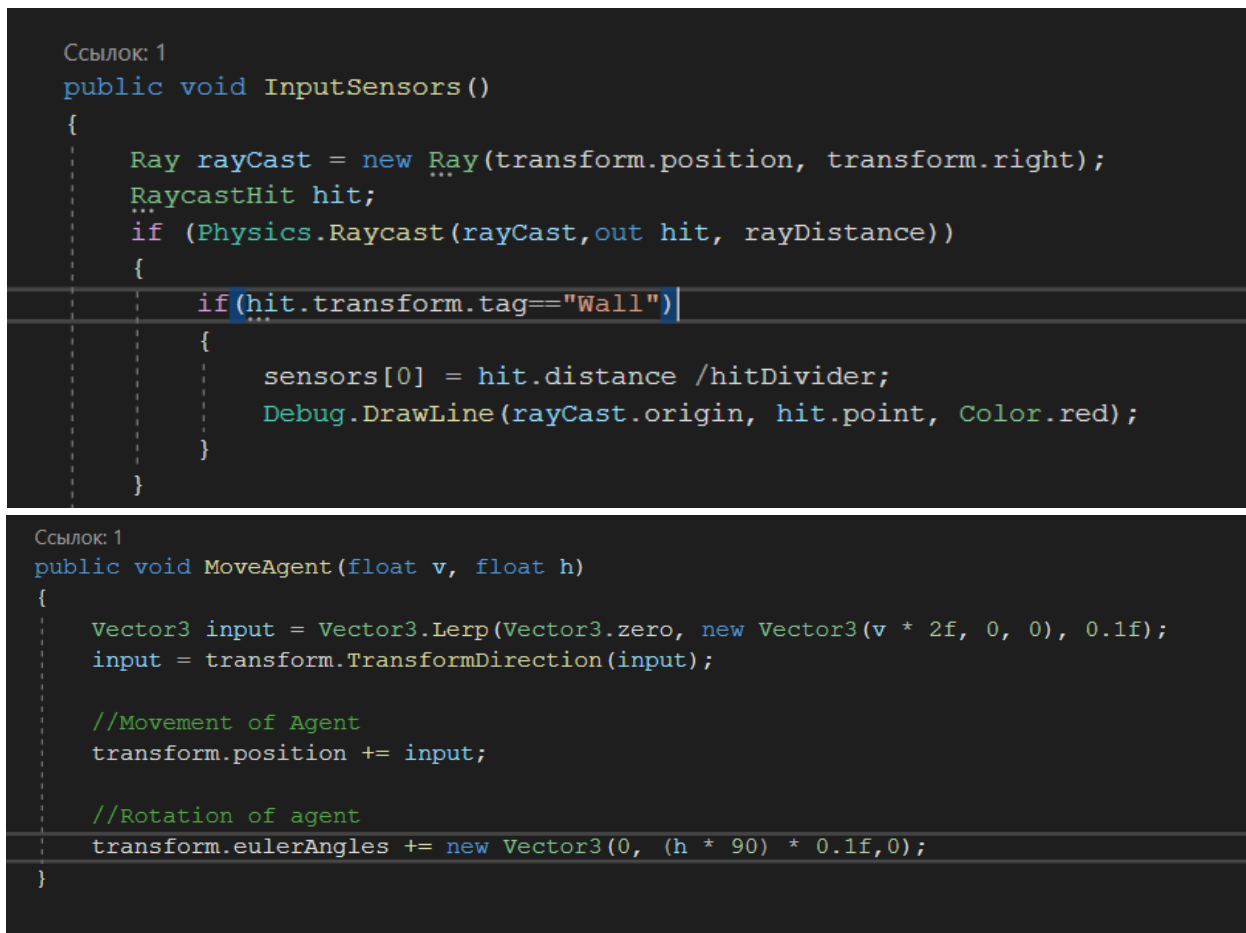 Ссылок: 1
public void InputSensors()
{
Ray rayCast = new Ray(transform.position, transform.right);
RaycastHit hit;
if (Physics.Raycast(rayCast,out hit, rayDistance))
{
if(hit.transform.tag=="Wall")
{
sensors[0] = hit.distance /hitDivider;
Debug.DrawLine(rayCast.origin, hit.point, Color.red);
}
}
Ссылок: 1
public void MoveAgent(float v, float h)
{
Vector3 input = Vector3.Lerp(Vector3.zero, new Vector3(v * 2f, 0, 0), 0.1f);
input = transform.TransformDirection(input);
//Movement of Agent
transform.position += input;
//Rotation of agent
transform.eulerAngles += new Vector3(0, (h * 90) * 0.1f,0);
}